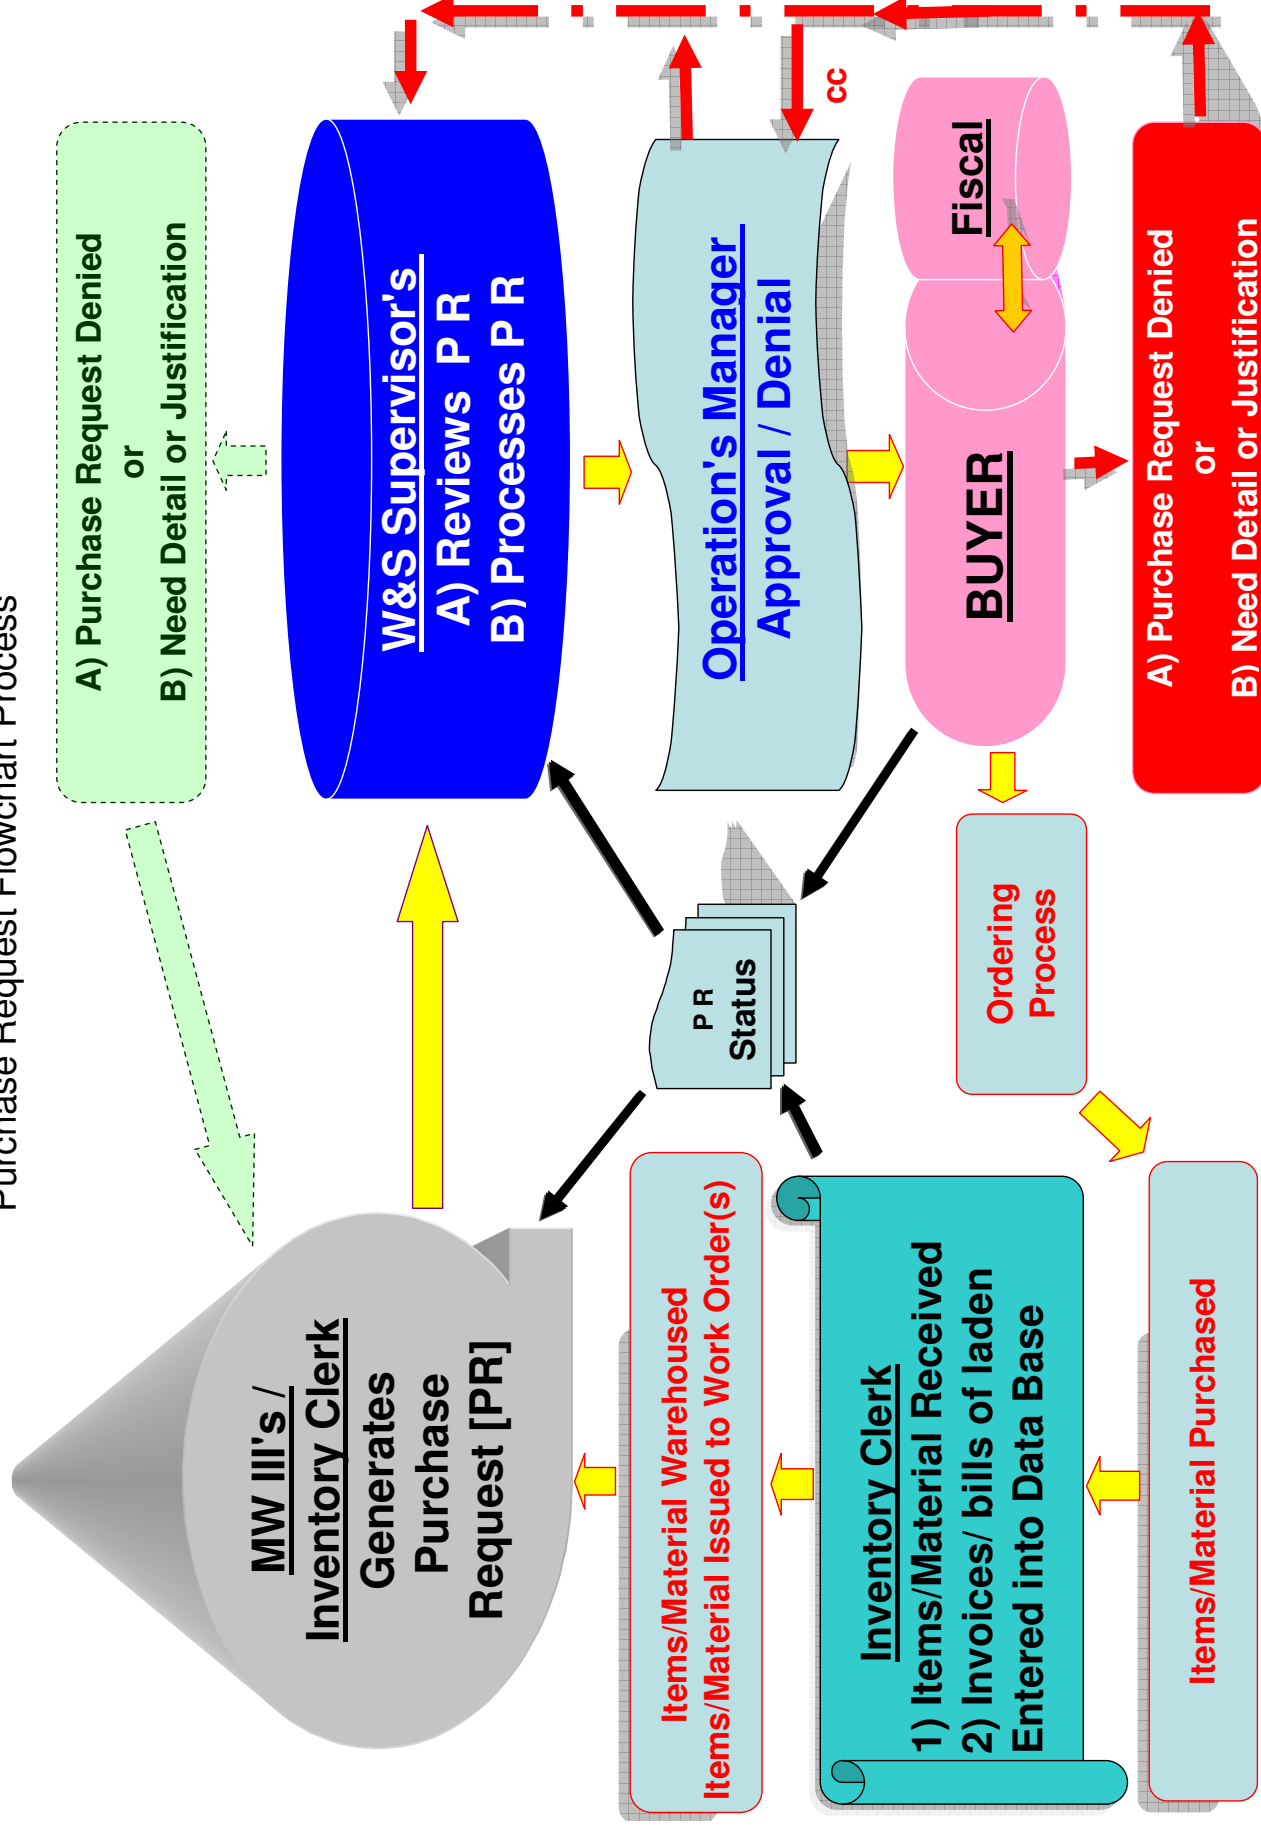 Purchase Request Flowchart Process
A) Purchase Request Denied
or
B) Need Detail or Justification
MW III's /
Inventory Clerk
Generates
Purchase
Request [PR]
W&S Supervisor's
A) Reviews P R
B) Processes P R
Items/Material Warehoused
Items/Material Issued to Work Order(s)
P R
Status
Operation's Manager
Approval / Denial
cc
Inventory Clerk
1) Items/Material Received
2) Invoices/ bills of laden
Entered into Data Base
Ordering
Process
BUYER
Fiscal
Items/Material Purchased
A) Purchase Request Denied
or
B) Need Detail or Justification